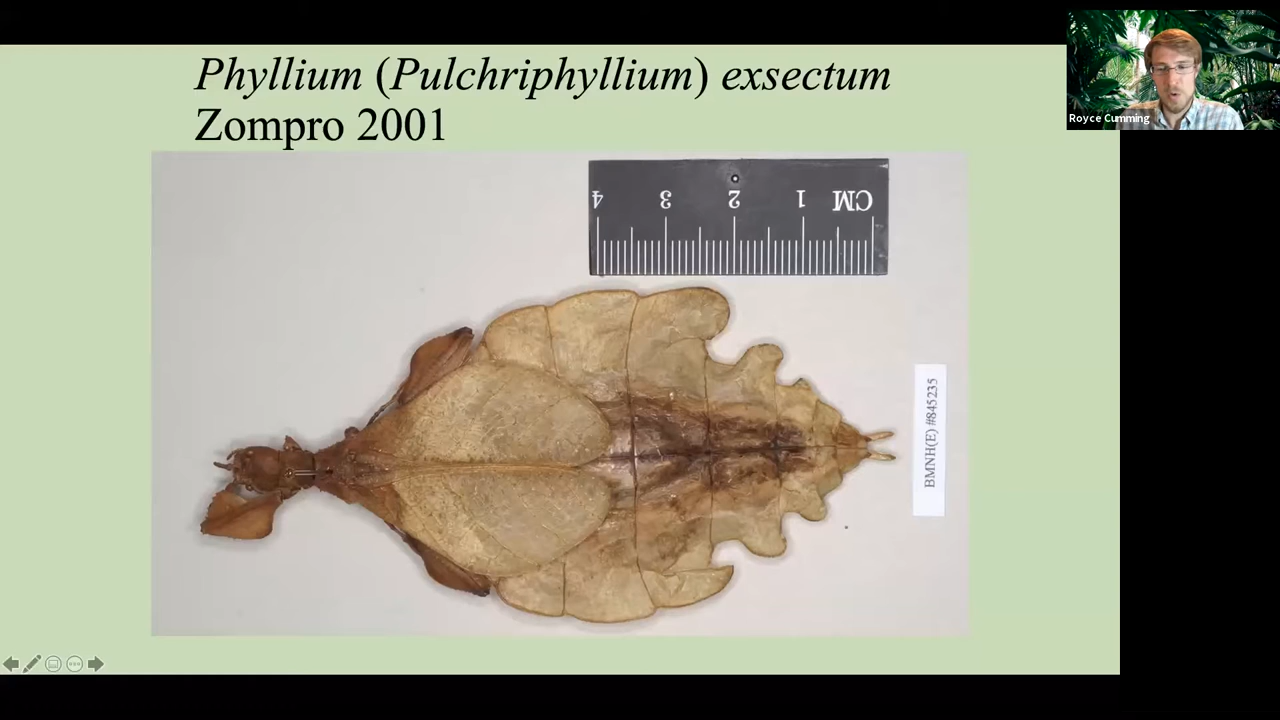 Phyllium (Pulchriphyllium) exsectum
Zompro 2001
Royce Cumming
4 3 2 1 CM
BMNH(E) #845235